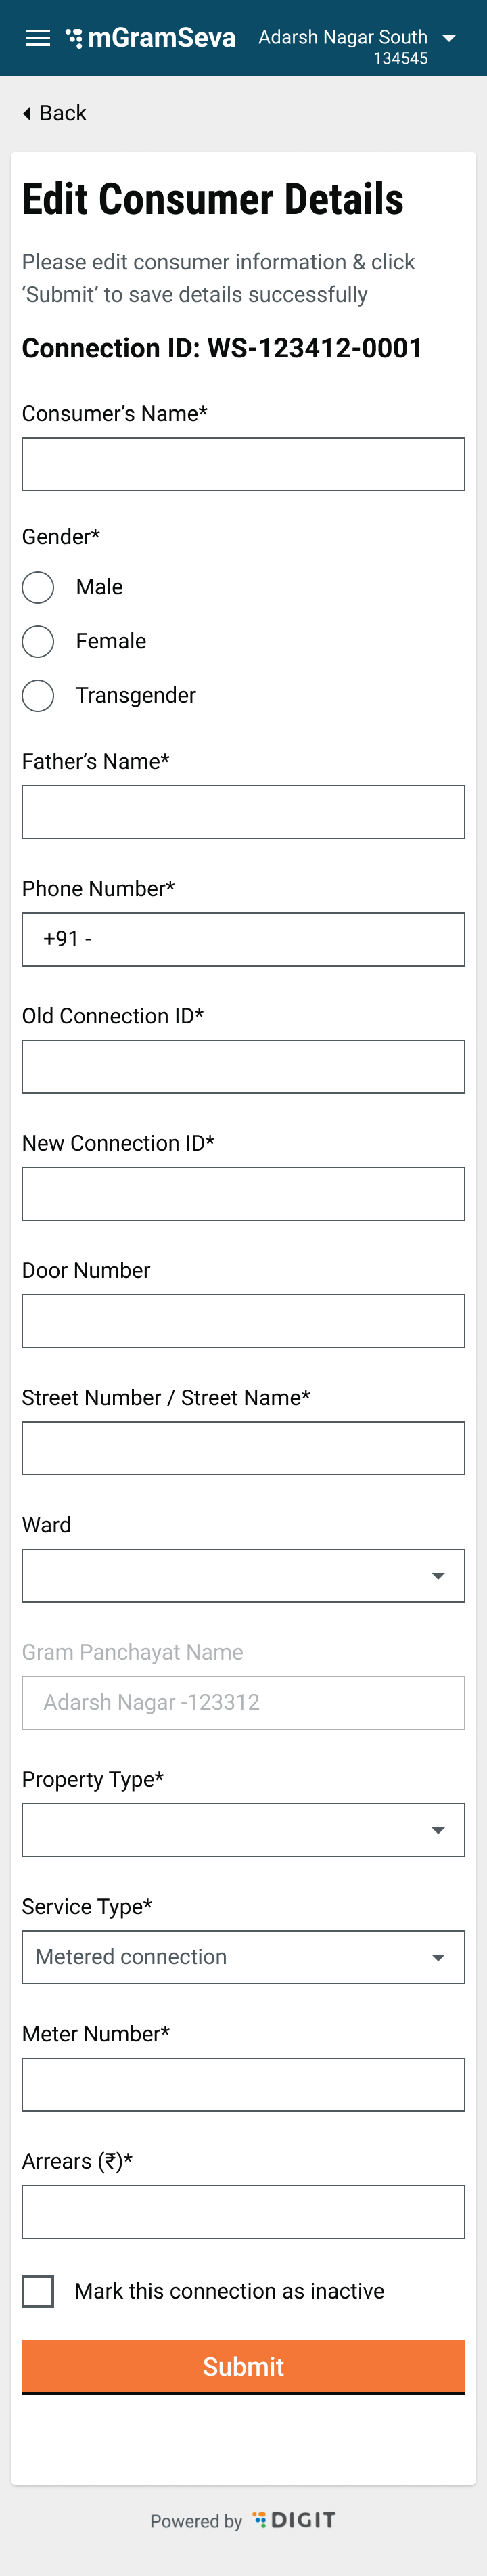 mGramSeva
Adarsh Nagar South
134545
Back
Edit Consumer Details
Please edit consumer information & click
‘Submit’ to save details successfully
Connection ID: WS-123412-0001
Consumer’s Name*
Gender*
Male
Female
Transgender
Father’s Name*
Phone Number*
+91 -
Old Connection ID*
New Connection ID*
Door Number
Street Number / Street Name*
Ward
Gram Panchayat Name
Adarsh Nagar -123312
Property Type*
Service Type*
Metered connection
Meter Number*
Arrears (₹)*
Mark this connection as inactive
Submit
Powered by DIGIT